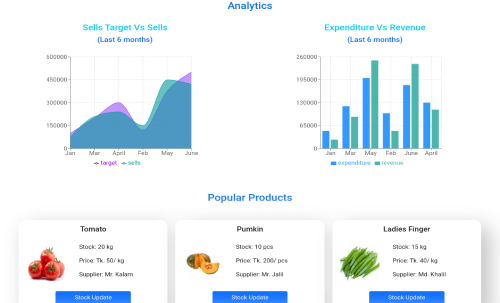 Analytics
Sells Target Vs Sells
(Last 6 months)
600000
450000
300000
150000
0
Jan Mar April Feb May June
target sells
Expenditure Vs Revenue
(Last 6 months)
260000
195000
130000
65000
0
Jan Mar May Feb June April
expenditure revenue
Popular Products
Tomato
Stock: 20 kg
Price: Tk. 50/ kg
Supplier: Mr. Kalam
Stock Update
Pumkin
Stock: 10 pcs
Price: Tk. 200/ pcs
Supplier: Mr. Jalil
Stock Update
Ladies Finger
Stock: 15 kg
Price: Tk. 40/ kg
Supplier: Md. Khalil
Stock Update